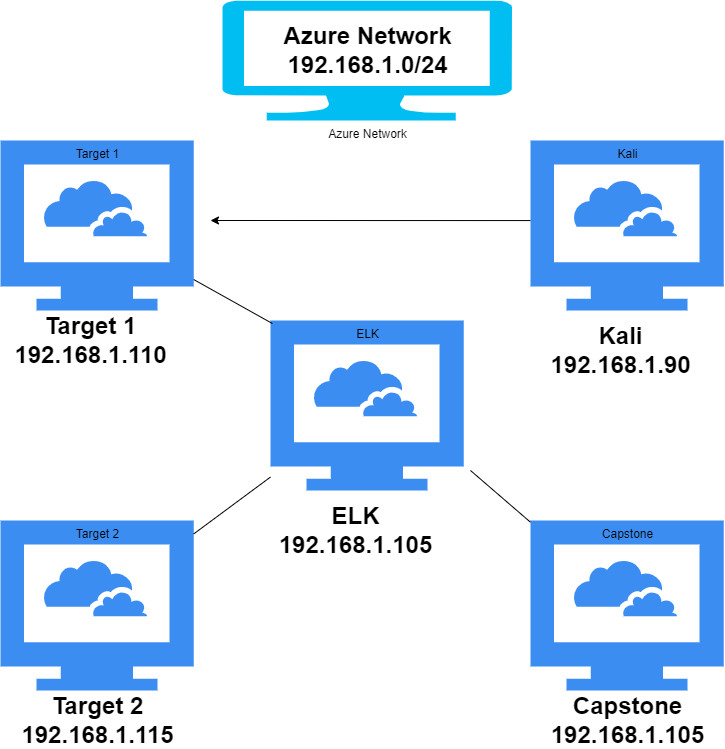 Azure Network
192.168.1.0/24
Azure Network
Target 1
Kali
Target 1
192.168.1.110
Kali
192.168.1.90
ELK
ELK
192.168.1.105
Target 2
Capstone
Target 2
192.168.1.115
Capstone
192.168.1.105